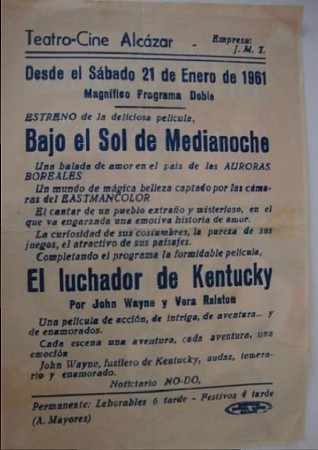 Teatro-Cine Alcázar - Empresa:
J. M. T.
Desde el Sábado 21 de Enero de 1961
Magnífico Programa Doble
ESTRENO de la deliciosa película,
Bajo el Sol de Medianoche
Una balada de amor en el país de las AURORAS
BOREALES
Un mundo de mágica belleza captado por las cáma-
ras del EASTMANCOLOR
El cantar de un pueblo extraño y misterioso, en el
que va engarzada una emotiva historia de amor.
La curiosidad de sus costumbres, la pureza de sus
juegos, el atractivo de sus paisajes.
Completando el programa la formidable película,
El luchador de Kentucky
Por John Wayne y Vera Ralston
Una película de acción, de intriga, de aventura... y
de enamorados.
Cada escena una aventura, cada aventura, una
emoción
John Wayne, fusilero de Kentucky, audas, temera-
rio y enamorado.
Noticiario NO-DO,
Permanente: Laborables 6 tarde - Festivos 4 tarde
(A. Mayores)